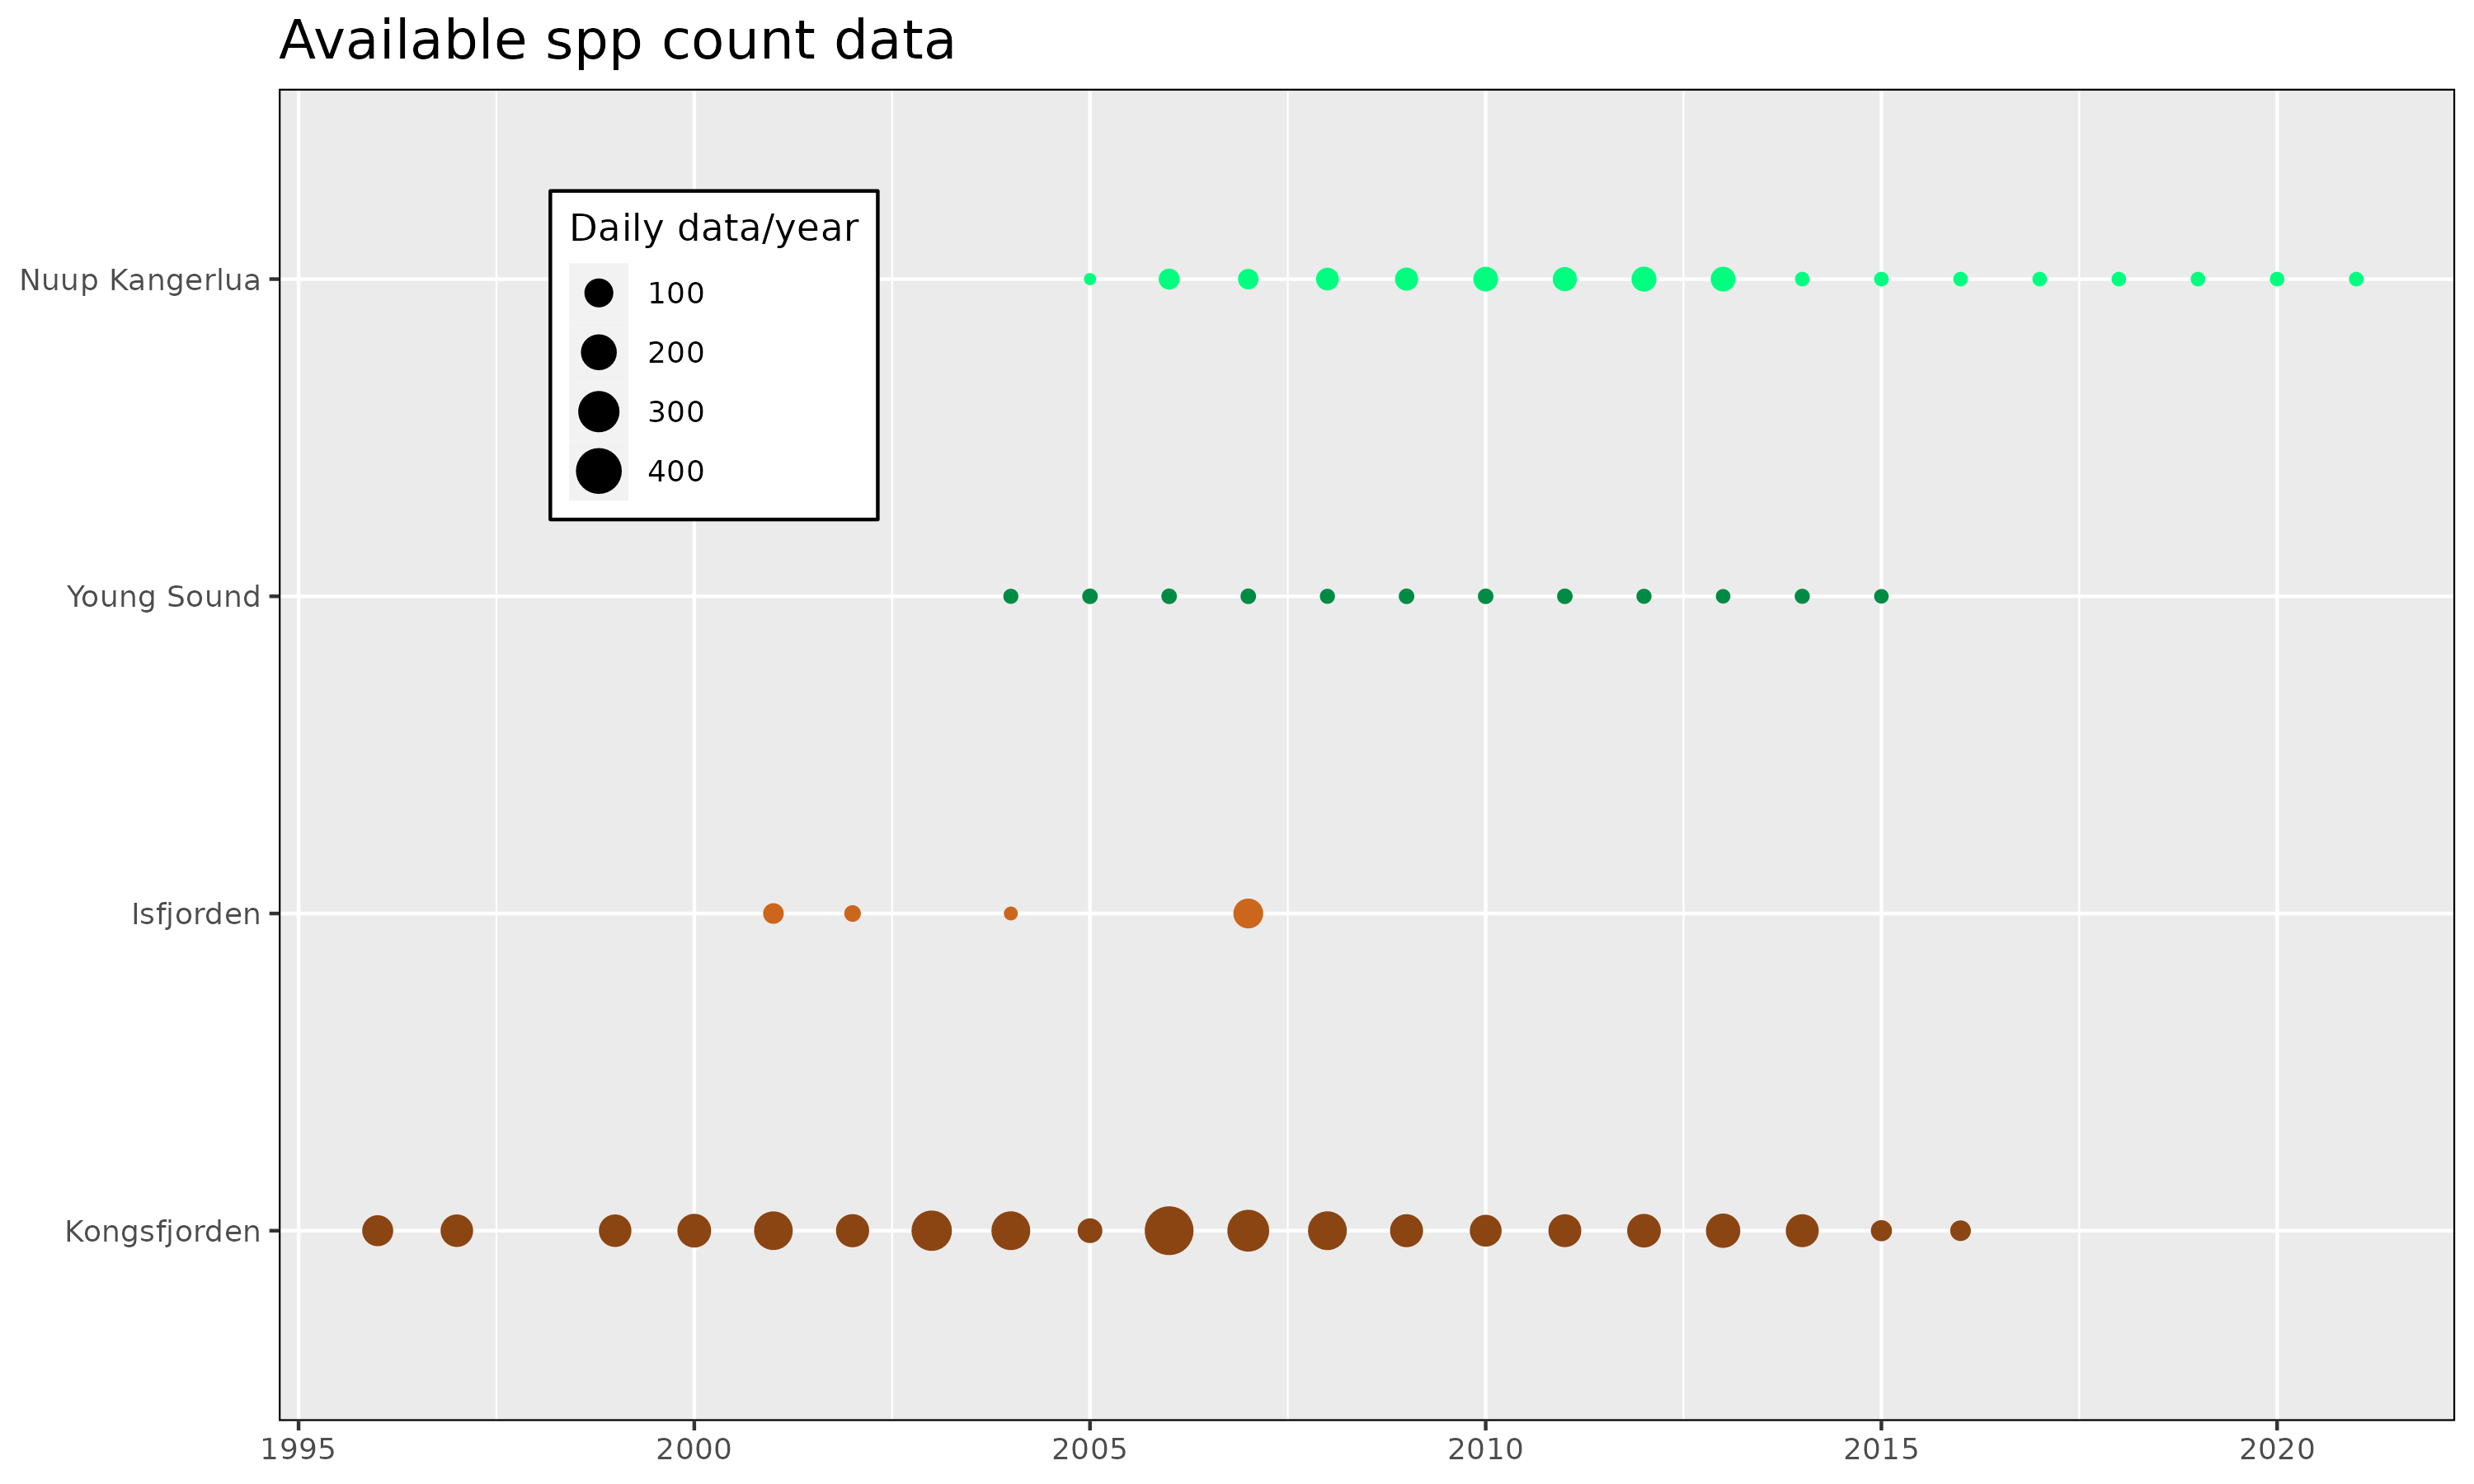 Available spp count data
Daily data/year
100
200
300
400
Nuup Kangerlua
Young Sound
Isfjorden
Kongsfjorden
1995 2000 2005 2010 2015 2020